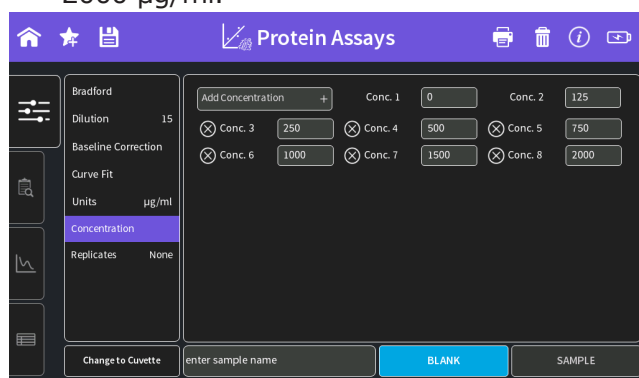 2000 µg/ml.
Protein Assays
Bradford
Dilution 15
Baseline Correction
Curve Fit
Units µg/ml
Concentration
Replicates None
Change to Cuvette
Add Concentration + Conc. 1 0 Conc. 2 125
Conc. 3 250 Conc. 4 500 Conc. 5 750
Conc. 6 1000 Conc. 7 1500 Conc. 8 2000
enter sample name BLANK SAMPLE